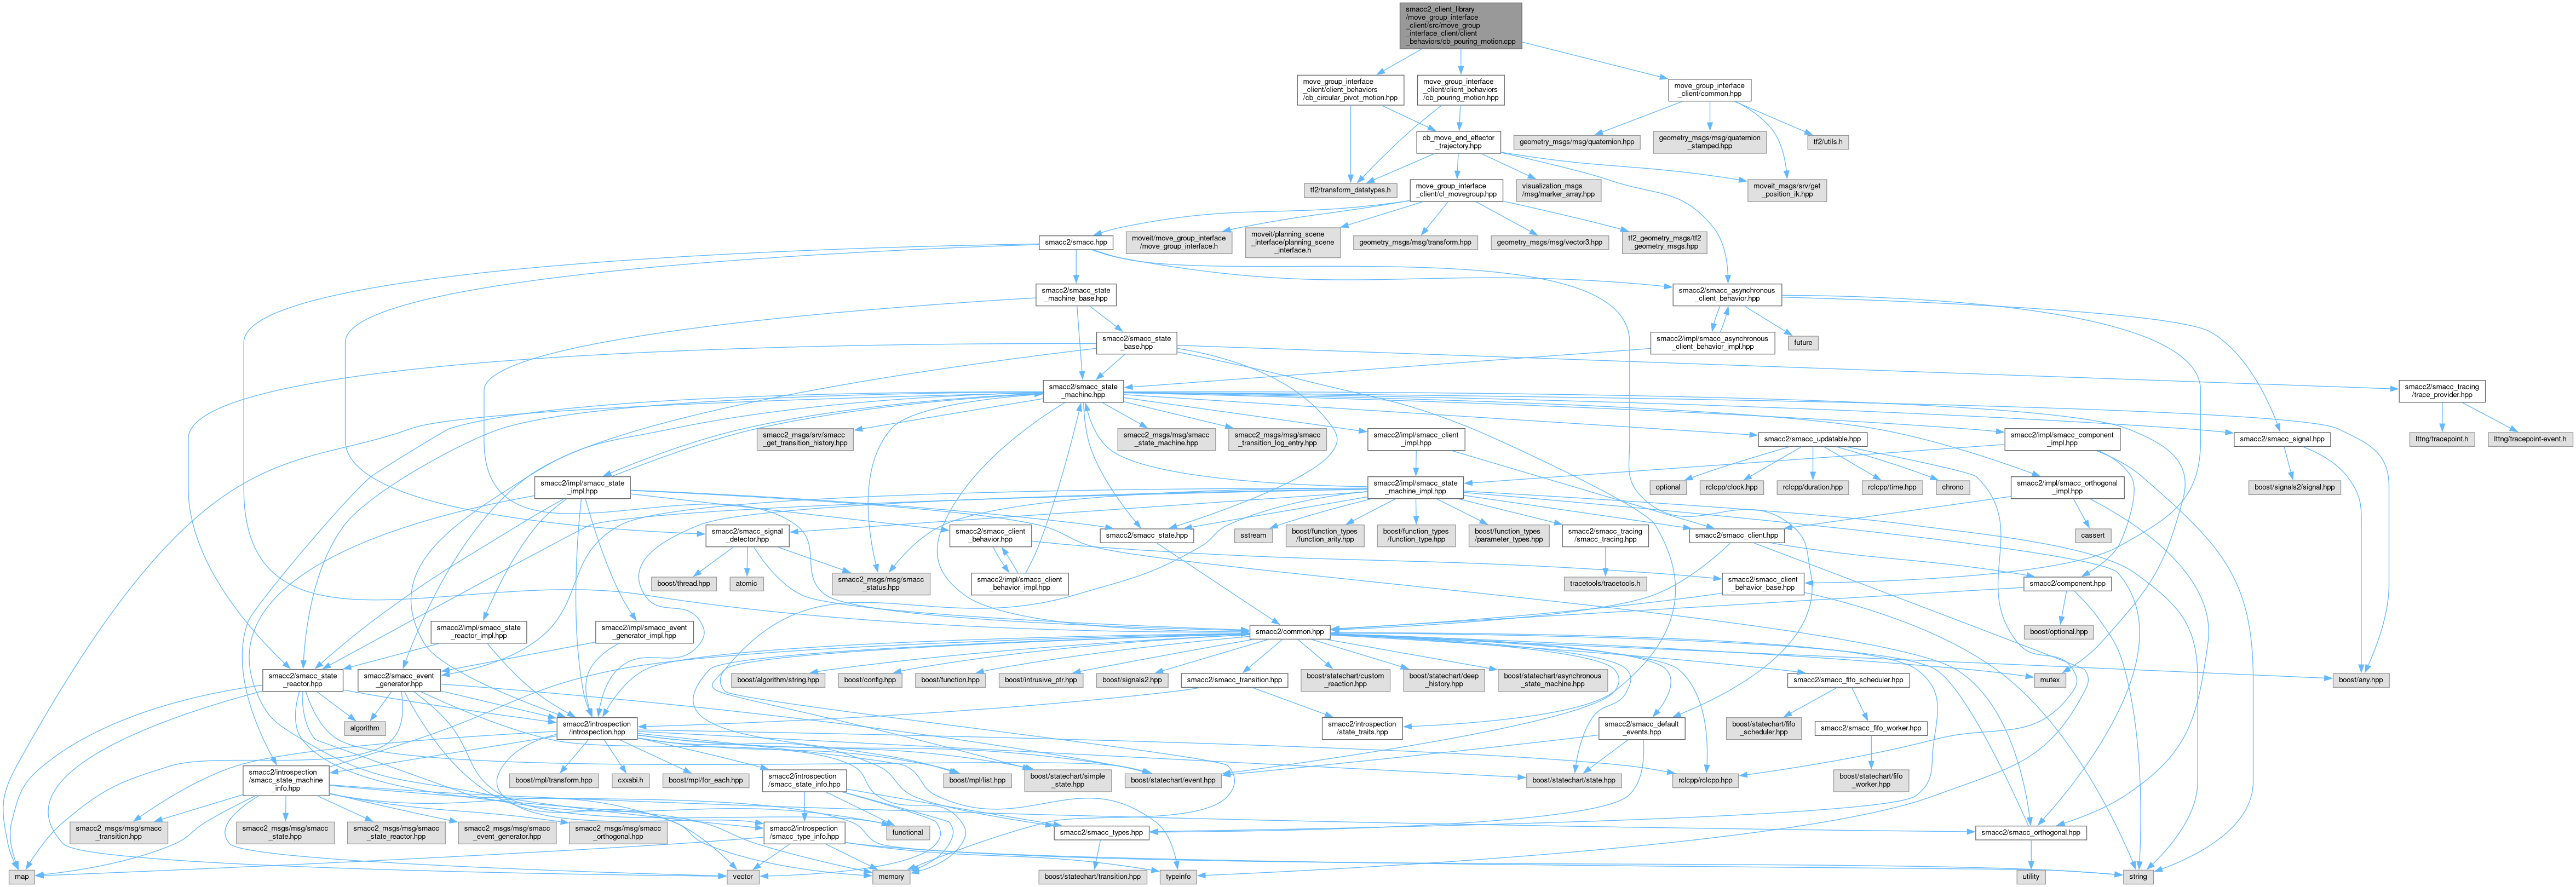 smacc2_client_library
/move_group_interface
_client/src/move_group
_interface_client/client
_behaviors/cb_pouring_motion.cpp
move_group_interface
_client/client_behaviors
/cb_circular_pivot_motion.hpp
move_group_interface
_client/client_behaviors
/cb_pouring_motion.hpp
move_group_interface
_client/common.hpp
cb_move_end_effector
_trajectory.hpp
geometry_msgs/msg/quaternion.hpp
geometry_msgs/msg/quaternion
_stamped.hpp
tf2/utils.h
tf2/transform_datatypes.h
move_group_interface
_client/cl_movegroup.hpp
visualization_msgs
/msg/marker_array.hpp
moveit_msgs/srv/get
_position_ik.hpp
smacc2/smacc.hpp
moveit/move_group_interface
/move_group_interface.h
moveit/planning_scene
_interface/planning_scene
_interface.h
geometry_msgs/msg/transform.hpp
geometry_msgs/msg/vector3.hpp
tf2_geometry_msgs/tf2
_geometry_msgs.hpp
smacc2/smacc_state
_machine_base.hpp
smacc2/smacc_asynchronous
_client_behavior.hpp
smacc2/smacc_state
_base.hpp
smacc2/impl/smacc_asynchronous
_client_behavior_impl.hpp
future
smacc2/smacc_state
_machine.hpp
smacc2/smacc_tracing
/trace_provider.hpp
smacc2_msgs/srv/smacc
_get_transition_history.hpp
smacc2_msgs/msg/smacc
_state_machine.hpp
smacc2_msgs/msg/smacc
_transition_log_entry.hpp
smacc2/impl/smacc_client
_impl.hpp
smacc2/smacc_updatable.hpp
smacc2/impl/smacc_component
_impl.hpp
smacc2/smacc_signal.hpp
lttng/tracepoint.h
lttng/tracepoint-event.h
smacc2/impl/smacc_state
_impl.hpp
smacc2/impl/smacc_state
_machine_impl.hpp
optional
rclcpp/clock.hpp
rclcpp/duration.hpp
rclcpp/time.hpp
chrono
smacc2/impl/smacc_orthogonal
_impl.hpp
boost/signals2/signal.hpp
smacc2/smacc_signal
_detector.hpp
smacc2/smacc_client
_behavior.hpp
smacc2/smacc_state.hpp
sstream
boost/function_types
/function_arity.hpp
boost/function_types
/function_type.hpp
boost/function_types
/parameter_types.hpp
smacc2/smacc_tracing
/smacc_tracing.hpp
smacc2/smacc_client.hpp
cassert
boost/thread.hpp
atomic
smacc2_msgs/msg/smacc
_status.hpp
smacc2/impl/smacc_client
_behavior_impl.hpp
tracetools/tracetools.h
smacc2/smacc_client
_behavior_base.hpp
smacc2/component.hpp
smacc2/impl/smacc_state
_reactor_impl.hpp
smacc2/impl/smacc_event
_generator_impl.hpp
smacc2/common.hpp
boost/optional.hpp
smacc2/smacc_state
_reactor.hpp
smacc2/smacc_event
_generator.hpp
boost/algorithm/string.hpp
boost/config.hpp
boost/function.hpp
boost/intrusive_ptr.hpp
boost/signals2.hpp
smacc2/smacc_transition.hpp
boost/statechart/custom
_reaction.hpp
boost/statechart/deep
_history.hpp
boost/statechart/asynchronous
_state_machine.hpp
smacc2/smacc_fifo_scheduler.hpp
mutex
boost/any.hpp
algorithm
smacc2/introspection
/introspection.hpp
smacc2/introspection
/state_traits.hpp
smacc2/smacc_default
_events.hpp
boost/statechart/fifo
_scheduler.hpp
smacc2/smacc_fifo_worker.hpp
smacc2/introspection
/smacc_state_machine
_info.hpp
boost/mpl/transform.hpp
cxxabi.h
boost/mpl/for_each.hpp
smacc2/introspection
/smacc_state_info.hpp
boost/mpl/list.hpp
boost/statechart/simple
_state.hpp
boost/statechart/event.hpp
boost/statechart/state.hpp
rclcpp/rclcpp.hpp
boost/statechart/fifo
_worker.hpp
smacc2_msgs/msg/smacc
_transition.hpp
smacc2_msgs/msg/smacc
_state.hpp
smacc2_msgs/msg/smacc
_state_reactor.hpp
smacc2_msgs/msg/smacc
_event_generator.hpp
smacc2_msgs/msg/smacc
_orthogonal.hpp
smacc2/introspection
/smacc_type_info.hpp
functional
smacc2/smacc_types.hpp
smacc2/smacc_orthogonal.hpp
map
vector
memory
boost/statechart/transition.hpp
typeinfo
utility
string